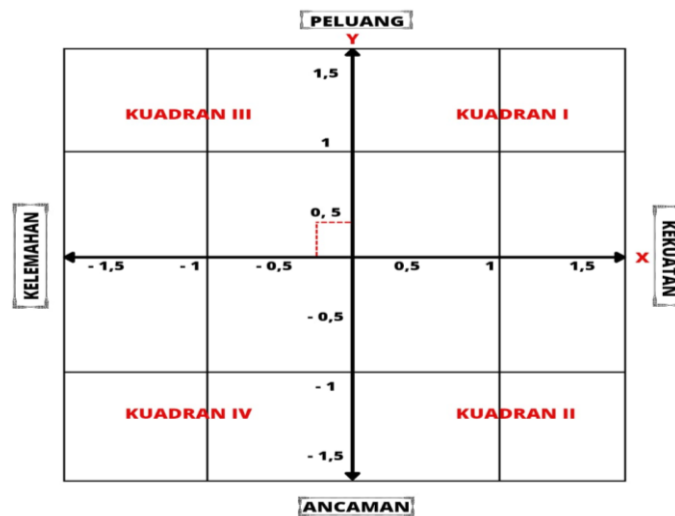 PELUANG
Y
1,5
KUADRAN III
KUADRAN I
1
0, 5
KELEMAHAN
- 1,5
- 1
- 0,5
0,5
1
1,5
X
KEKUATAN
- 0,5
- 1
KUADRAN IV
KUADRAN II
- 1,5
ANCAMAN